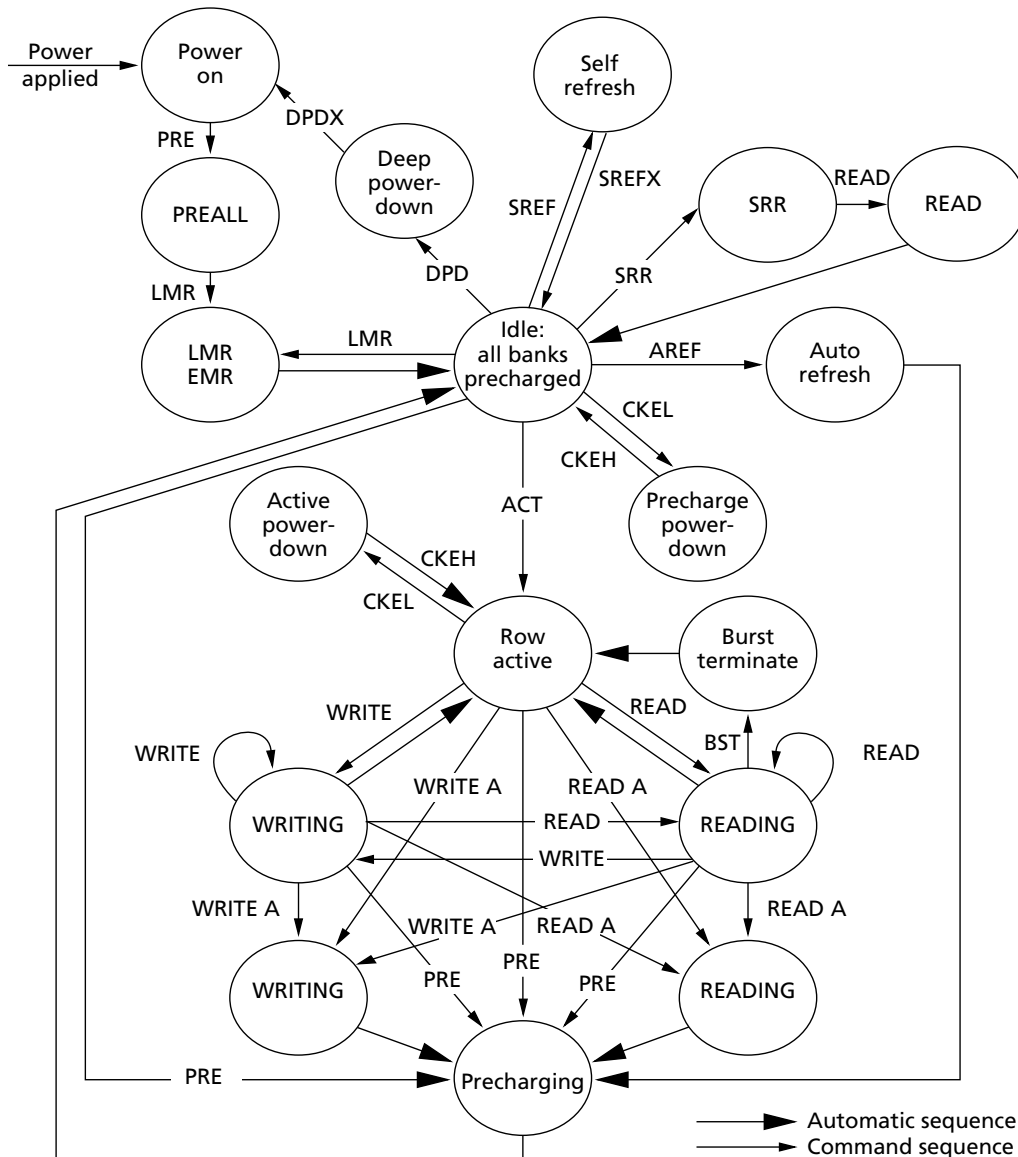 Power
applied
Power
on
Self
refresh
PRE
DPDX
Deep
power-
down
PREALL
SREF
SREFX
SRR
READ
READ
LMR
DPD
SRR
LMR
EMR
LMR
Idle:
all banks
precharged
AREF
Auto
refresh
CKEL
CKEH
ACT
Active
power-
down
Precharge
power-
down
CKEH
CKEL
Row
active
Burst
terminate
WRITE
READ
WRITE
BST
READ
WRITE A
READ A
WRITING
READ
READING
WRITE
WRITE A
WRITE A
READ A
READ A
WRITING
PRE
PRE
PRE
READING
PRE
Precharging
Automatic sequence
Command sequence